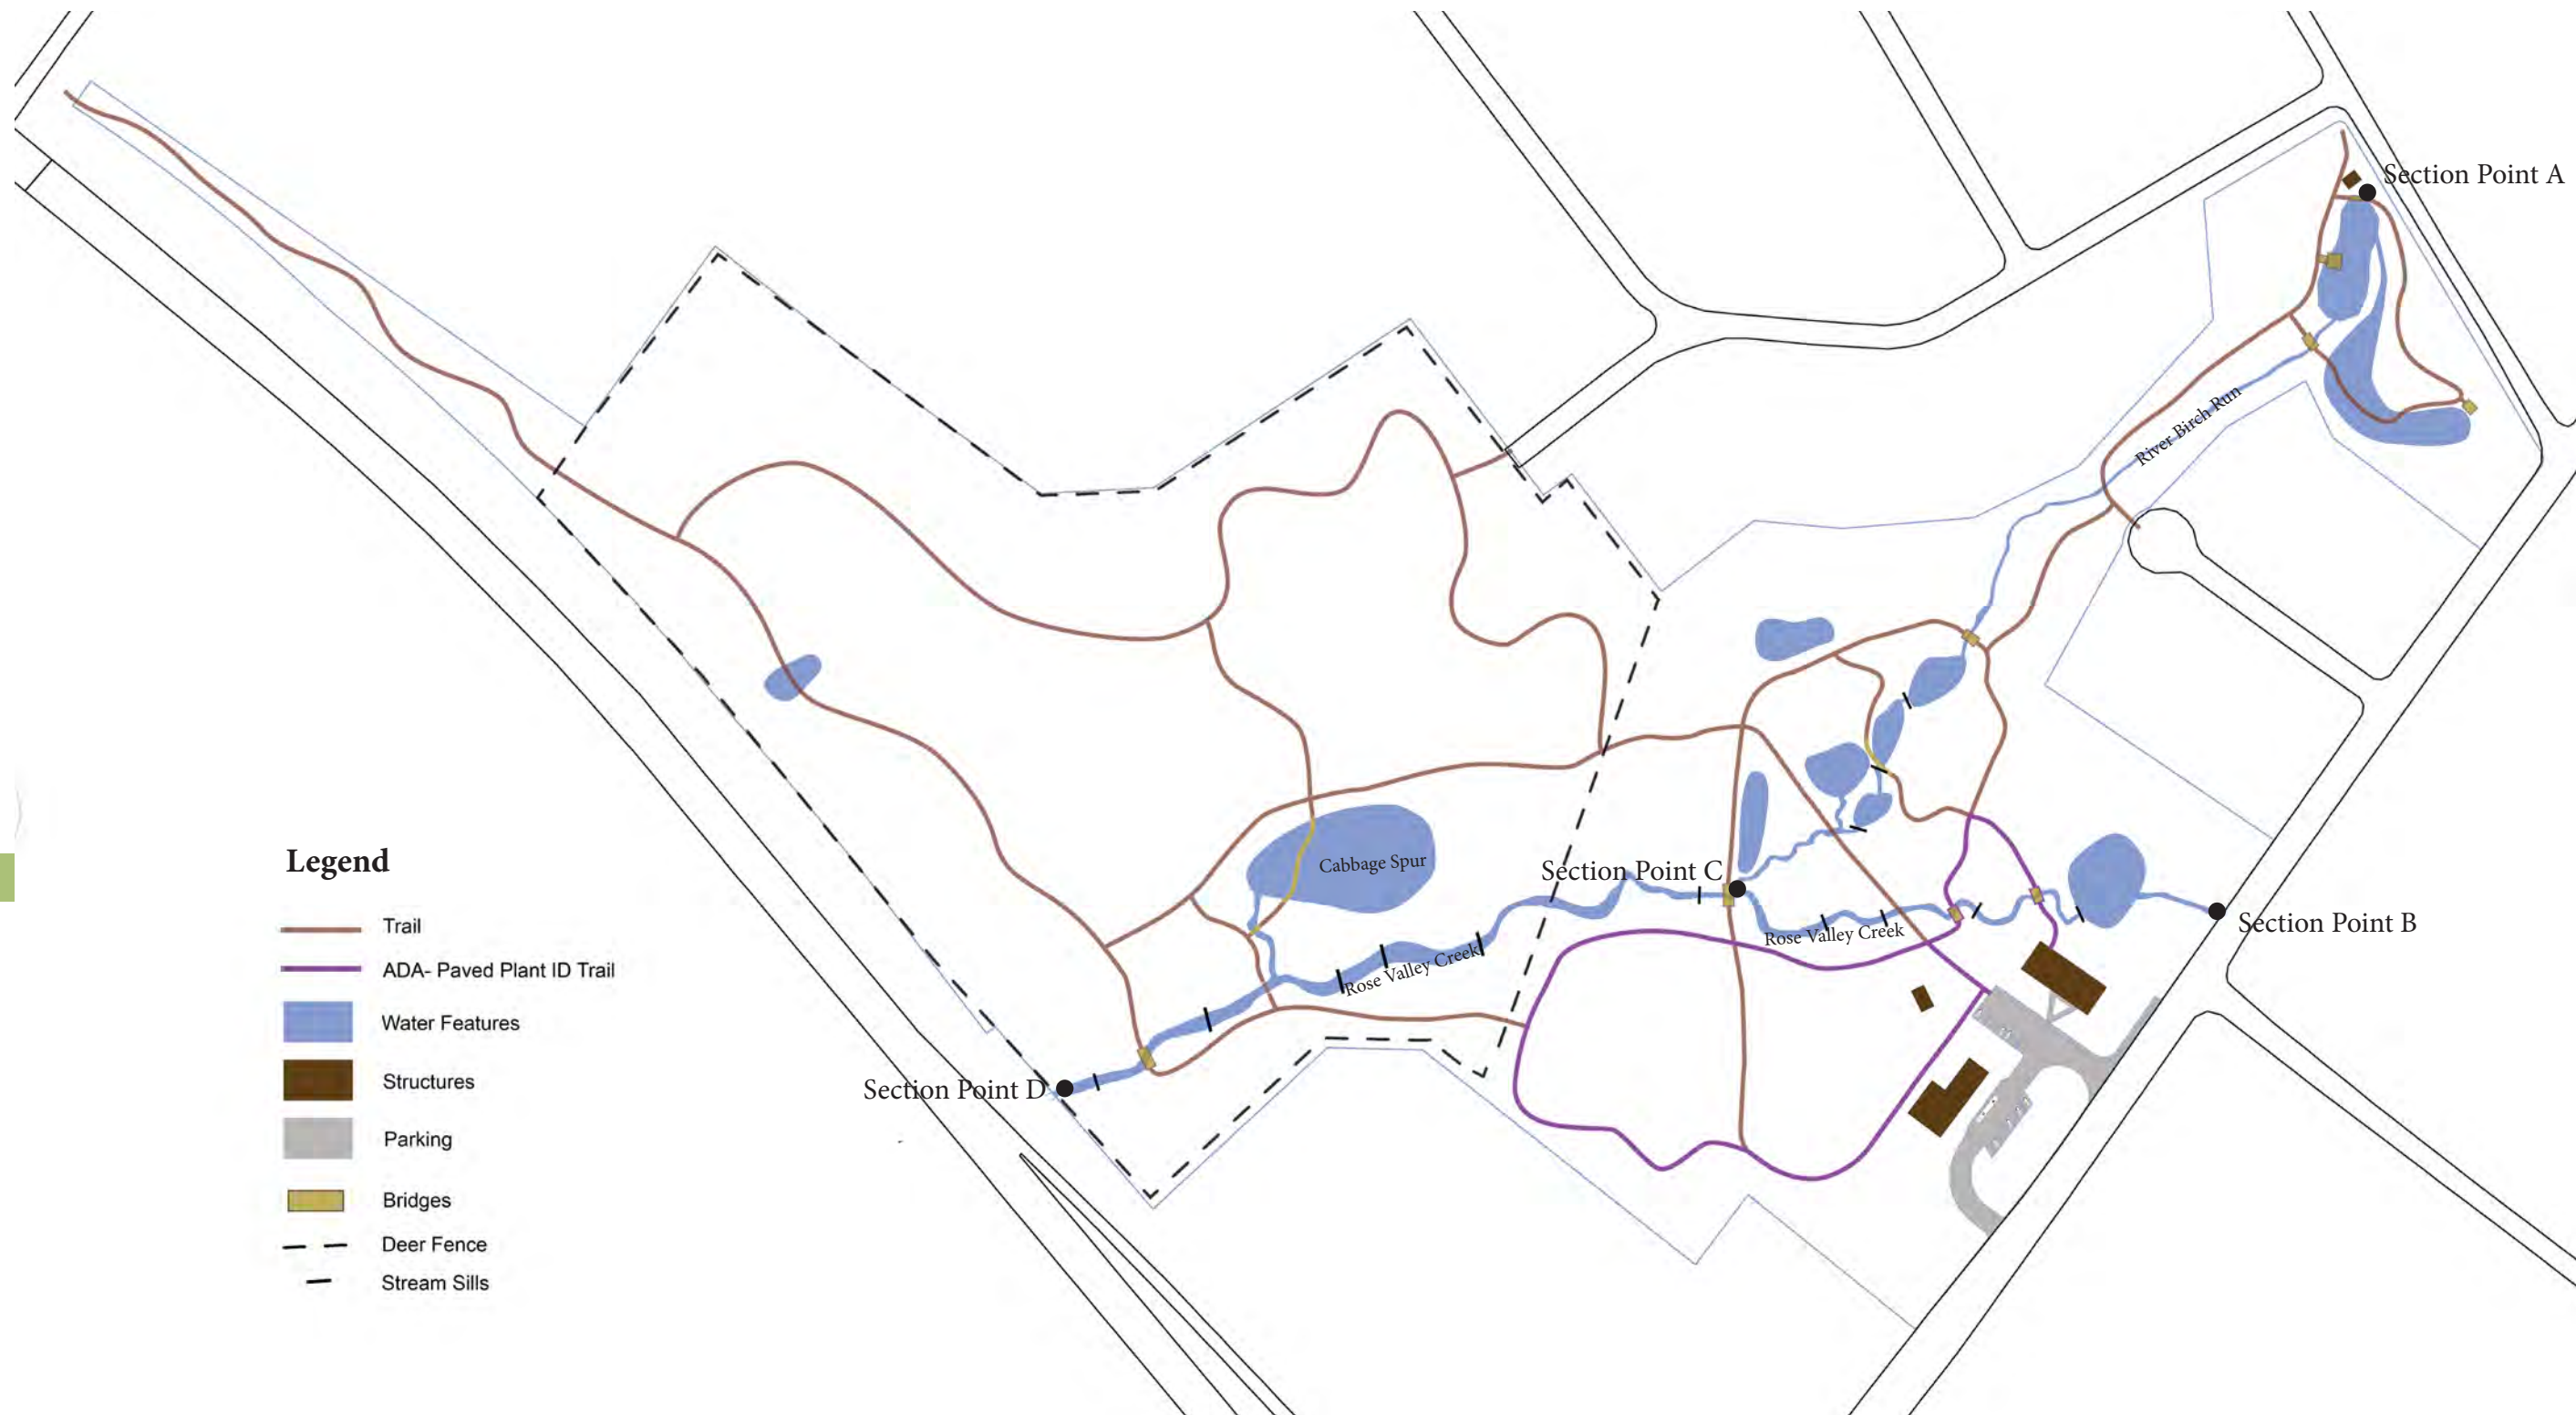 Section Point A
River Birch Run
Cabbage Spur
Section Point C
Section Point B
Rose Valley Creek
Rose Valley Creek
Section Point D
Legend
Trail
ADA- Paved Plant ID Trail
Water Features
Structures
Parking
Bridges
Deer Fence
Stream Sills